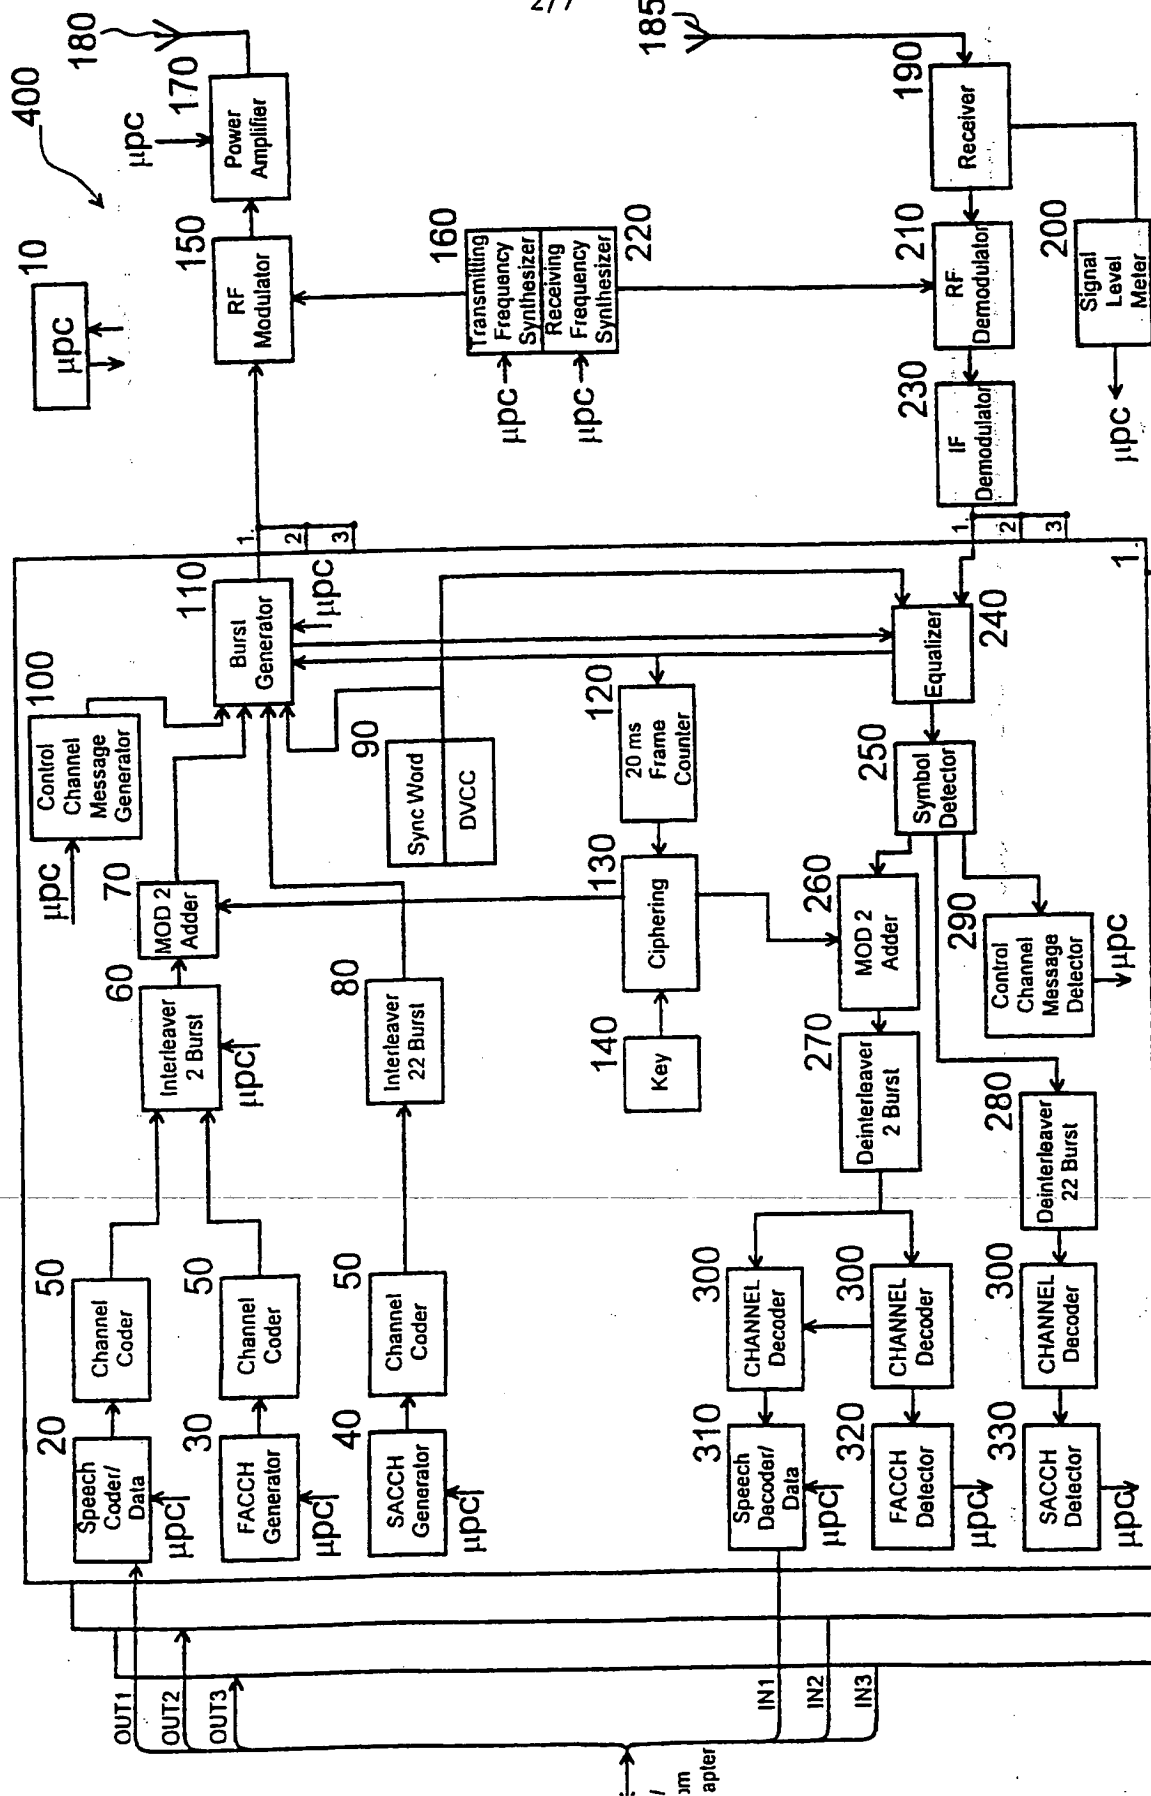 2/7
400
10
μpc
180
170
μpc
Power
Amplifier
150
RF
Modulator
160
Transmitting
Frequency
Synthesizer
Receiving
Frequency
Synthesizer
220
μpc
μpc
185
190
Receiver
210
RF
Demodulator
200
Signal
Level
Meter
μpc
230
IF
Demodulator
1.
2
3
1.
2
3
1.
110
Burst
Generator
μpc
100
Control
Channel
Message
Generator
μpc
90
Sync Word
DVCC
70
MOD 2
Adder
60
Interleaver
2 Burst
μpc
80
Interleaver
22 Burst
120
20 ms
Frame
Counter
130
Ciphering
140
Key
240
Equalizer
250
Symbol
Detector
260
MOD 2
Adder
270
Deinterleaver
2 Burst
290
Control
Channel
Message
Detector
μpc
280
Deinterleaver
22 Burst
50
Channel
Coder
50
Channel
Coder
50
Channel
Coder
20
Speech
Coder/
Data
μpc
30
FACCH
Generator
μpc
40
SACCH
Generator
μpc
300
CHANNEL
Decoder
300
CHANNEL
Decoder
300
CHANNEL
Decoder
310
Speech
Dacoder/
Data
μpc
320
FACCH
Detector
μpc
330
SACCH
Detector
μpc
OUT1
OUT2
OUT3
IN1
IN2
IN3
/
om
apter